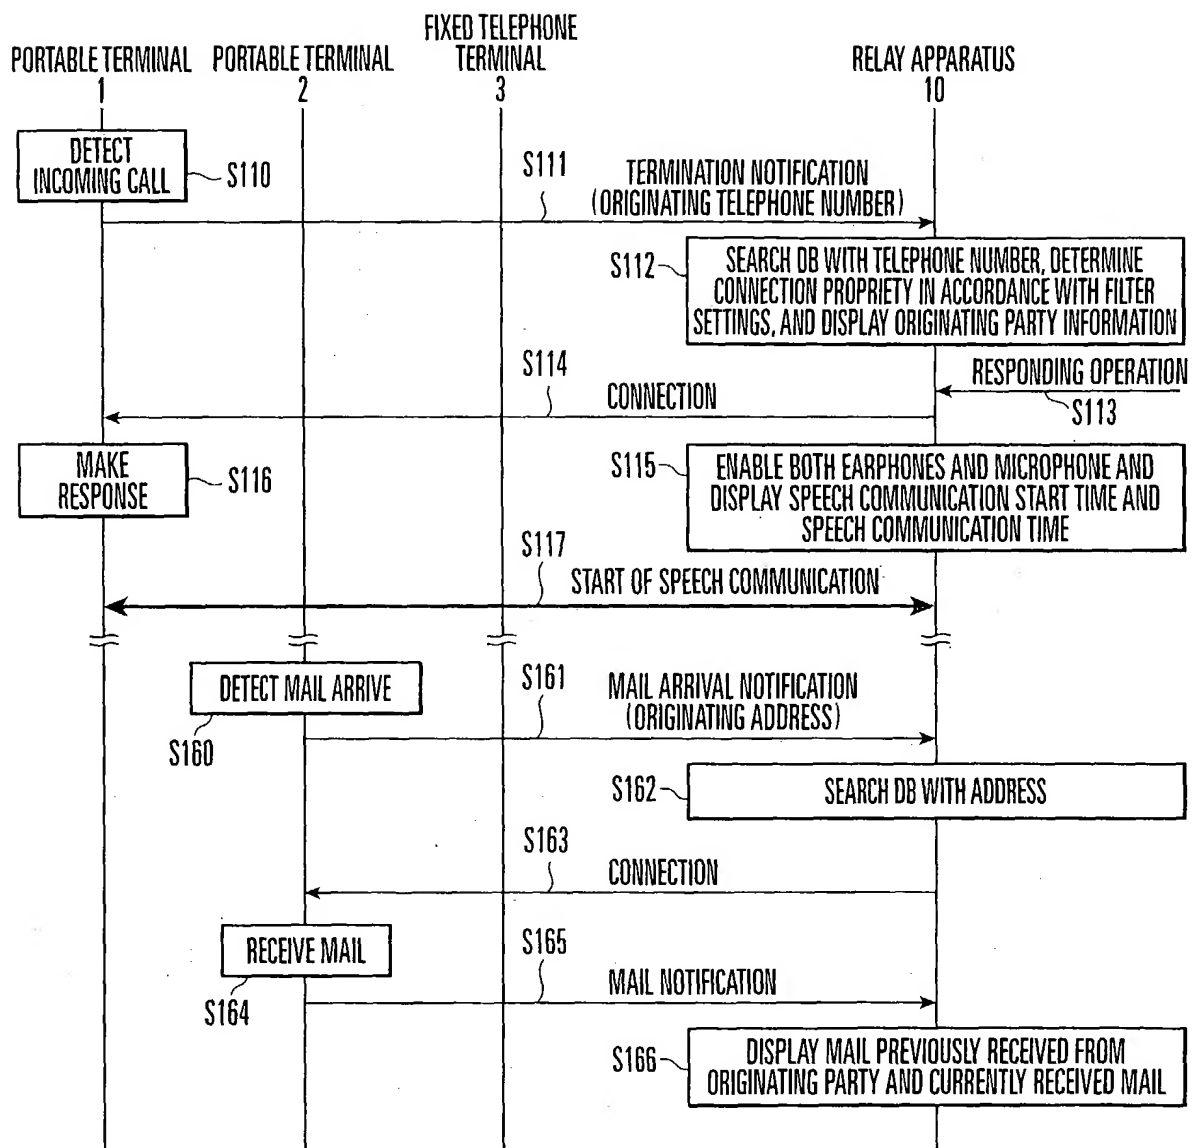 PORTABLE TERMINAL
1
PORTABLE TERMINAL
2
FIXED TELEPHONE
TERMINAL
3
RELAY APPARATUS
10
DETECT
INCOMING CALL
S110
S111
TERMINATION NOTIFICATION
(ORIGINATING TELEPHONE NUMBER)
S112
SEARCH DB WITH TELEPHONE NUMBER, DETERMINE
CONNECTION PROPRIETY IN ACCORDANCE WITH FILTER
SETTINGS, AND DISPLAY ORIGINATING PARTY INFORMATION
RESPONDING OPERATION
S113
S114
CONNECTION
MAKE
RESPONSE
S116
S115
ENABLE BOTH EARPHONES AND MICROPHONE AND
DISPLAY SPEECH COMMUNICATION START TIME AND
SPEECH COMMUNICATION TIME
S117
START OF SPEECH COMMUNICATION
DETECT MAIL ARRIVE
S160
S161
MAIL ARRIVAL NOTIFICATION
(ORIGINATING ADDRESS)
S162
SEARCH DB WITH ADDRESS
S163
CONNECTION
RECEIVE MAIL
S164
S165
MAIL NOTIFICATION
S166
DISPLAY MAIL PREVIOUSLY RECEIVED FROM
ORIGINATING PARTY AND CURRENTLY RECEIVED MAIL